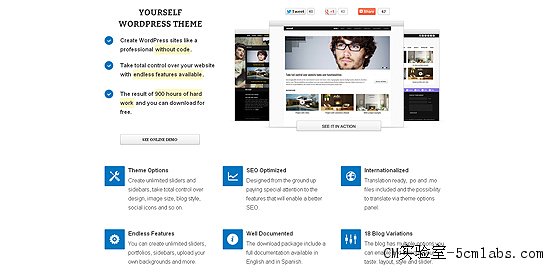 YOURSELF
WORDPRESS THEME
Create WordPress sites like a
professional without code.
Take total control over your website
with endless features available.
The result of 900 hours of hard
work and you can download for
free.
SEE ONLINE DEMO
Tweet
Share
SEE IT IN ACTION
Theme Options
Create unlimited sliders and
sidebars, take total control over
design, image size, blog style,
social icons and so on.
SEO Optimized
Designed from the ground up
paying special attention to the
features that will enable a better
SEO.
Internationalized
Translation ready, .po and .mo
files included and the possibility
to translate via theme options
panel.
Endless Features
You can create unlimited sliders,
portfolios, sidebars, upload your
own backgrounds and more.
Well Documented
The download package include a
full documentation available in
English and in Spanish.
18 Blog Variations
The blog has multiple options you
can
taste: layout, style and slider.
CM实验室-5cmlabs.com